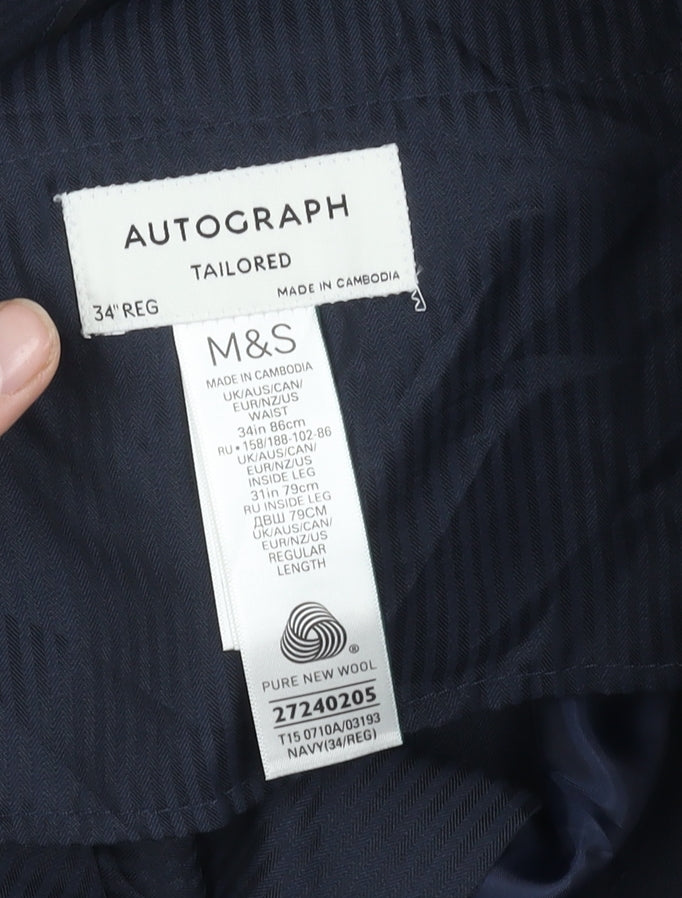 AUTOGRAPH
TAILORED
34" REG
MADE IN CAMBODIA
M&S
MADE IN CAMBODIA
UK/AUS/CAN/
EUR/NZ/US
WAIST
34in 86cm
RU • 158/188-102-86
UK/AUS/CAN/
EUR/NZ/US
INSIDE LEG
31in 79cm
RU INSIDE LEG
ДВШ 79CM
UK/AUS/CAN/
EUR/NZ/US
REGULAR
LENGTH
®
PURE NEW WOOL
27240205
T15 0710A/03193
NAVY(34/REG)